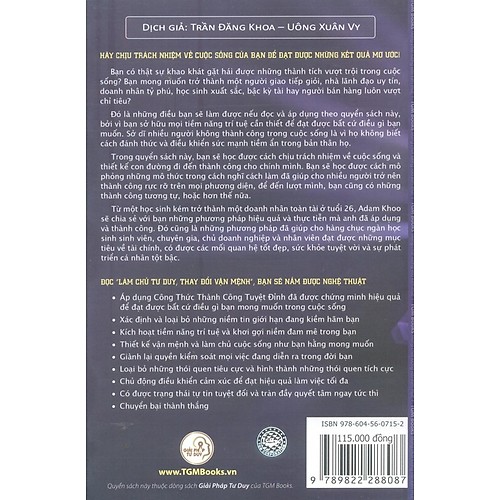 DỊCH GIẢ: TRẦN ĐĂNG KHOA – UÔNG XUÂN VY
HÃY CHỊU TRÁCH NHIỆM VỀ CUỘC SỐNG CỦA BẠN ĐỂ ĐẠT ĐƯỢC NHỮNG KẾT QUẢ MƠ ƯỚC!
Bạn có thật sự khao khát gặt hái được những thành tích vượt trội trong cuộc
sống? Bạn mong muốn trở thành một người giao tiếp giỏi, nhà lãnh đạo uy tín,
doanh nhân tỷ phú, học sinh xuất sắc, bậc kỳ tài hay người bán hàng luôn vượt
chỉ tiêu?
Đó là những điều bạn sẽ làm được nếu đọc và áp dụng theo quyển sách này,
bởi vì bạn sở hữu mọi tiềm năng trí tuệ cần thiết để đạt được bất cứ điều gì bạn
muốn. Sở dĩ nhiều người không thành công trong cuộc sống là vì họ không biết
cách đánh thức và điều khiển sức mạnh tiềm ẩn trong bản thân họ.
Trong quyển sách này, bạn sẽ học được cách chịu trách nhiệm về cuộc sống và
thiết kế con đường đi đến thành công cho chính mình. Bạn sẽ học được cách mô
phỏng những mô thức trong cách nghĩ cách làm đã giúp cho nhiều người trở nên
thành công rực rỡ trên mọi phương diện, để đến lượt mình, bạn cũng có những
thành công tương tự, hoặc hơn thế nữa.
Từ một học sinh kém trở thành một doanh nhân toàn tài ở tuổi 26, Adam Khoo
sẽ chia sẻ với bạn những phương pháp hiệu quả và thực tiễn mà anh đã áp dụng
và thành công. Đó cũng là những phương pháp đã giúp cho hàng chục ngàn học
sinh sinh viên, chuyên gia, chủ doanh nghiệp và nhân viên đạt được những mục
tiêu về tài chính, có được các mối quan hệ tốt đẹp, sức khỏe tuyệt vời và sự phát
triển cá nhân tột bậc.
ĐỌC 'LÀM CHỦ TƯ DUY, THAY ĐỔI VẬN MỆNH', BẠN SẼ NẮM ĐƯỢC NGHỆ THUẬT
• Áp dụng Công Thức Thành Công Tuyệt Đỉnh đã được chứng minh hiệu quả
để đạt được bất cứ điều gì bạn mong muốn trong cuộc sống
• Xác định và loại bỏ những niềm tin giới hạn đang kiềm hãm bạn
• Kích hoạt tiềm năng trí tuệ và khơi gợi niềm đam mê trong bạn
• Thiết kế vận mệnh và làm chủ cuộc sống như bạn hằng mong muốn
• Giành lại quyền kiểm soát mọi việc đang diễn ra trong đời bạn
• Loại bỏ những thói quen tiêu cực và hình thành những thói quen tích cực
• Chủ động điều khiển cảm xúc để đạt hiệu quả làm việc tối đa
• Có được trạng thái tự tin tuyệt đối và tràn đầy quyết tâm ngay tức thì
• Chuyển bại thành thắng
ISBN 978-604-56-0715-2
115.000 đồng
9 789822 288087
GIẢI PHÁP
TƯ DUY
www.TGMBooks.vn
Quyển sách này thuộc dòng sách Giải Pháp Tư Duy của TGM Books.